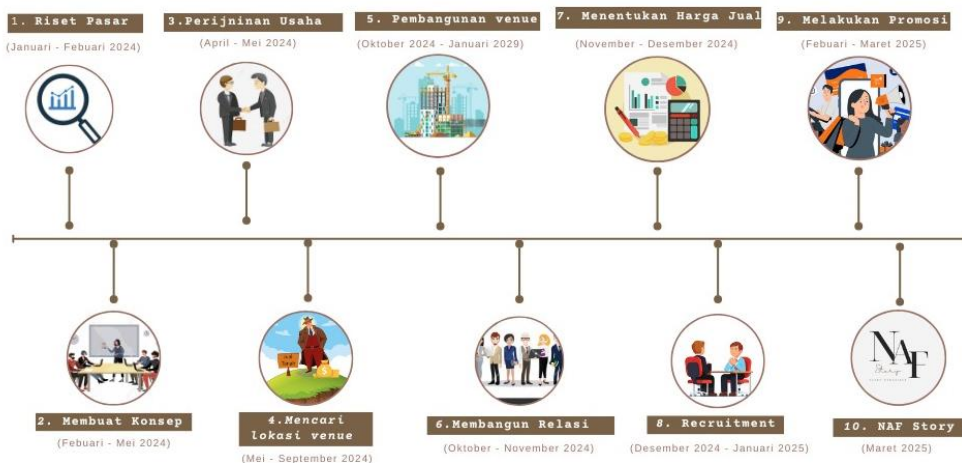 1. Riset Pasar
(Januari - Febuari 2024)
2. Membuat Konsep
(Febuari - Mei 2024)
3.Perijninan Usaha
(April - Mei 2024)
4.Mencari
lokasi venue
(Mei - September 2024)
5. Pembangunan venue
(Oktober 2024 - Januari 2029)
6.Membangun Relasi
(Oktober - November 2024)
7. Menentukan Harga Jual
(November - Desember 2024)
8. Recruitment
(Desember 2024 - Januari 2025)
9. Melakukan Promosi
(Febuari - Maret 2025)
NAF
Story
10. NAF Story
(Maret 2025)